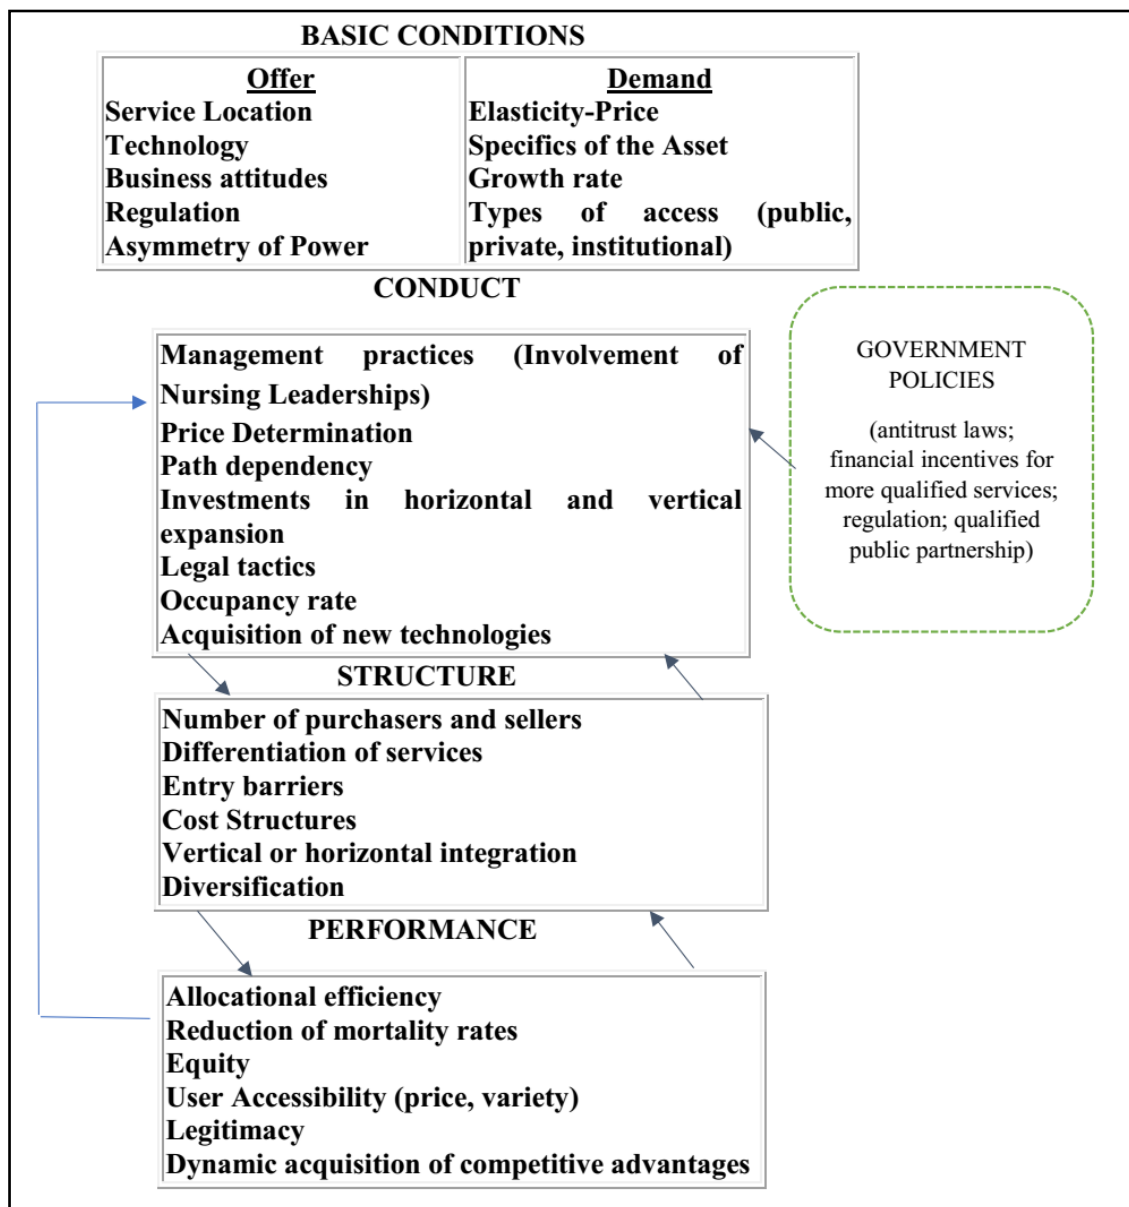 BASIC CONDITIONS
Offer
Service Location
Technology
Business attitudes
Regulation
Asymmetry of Power
Demand
Elasticity-Price
Specifics of the Asset
Growth rate
Types of access (public,
private, institutional)
CONDUCT
Management practices (Involvement of
Nursing Leaderships)
Price Determination
Path dependency
Investments in horizontal and vertical
expansion
Legal tactics
Occupancy rate
Acquisition of new technologies
GOVERNMENT
POLICIES
(antitrust laws;
financial incentives for
more qualified services;
regulation; qualified
public partnership)
STRUCTURE
Number of purchasers and sellers
Differentiation of services
Entry barriers
Cost Structures
Vertical or horizontal integration
Diversification
PERFORMANCE
Allocational efficiency
Reduction of mortality rates
Equity
User Accessibility (price, variety)
Legitimacy
Dynamic acquisition of competitive advantages